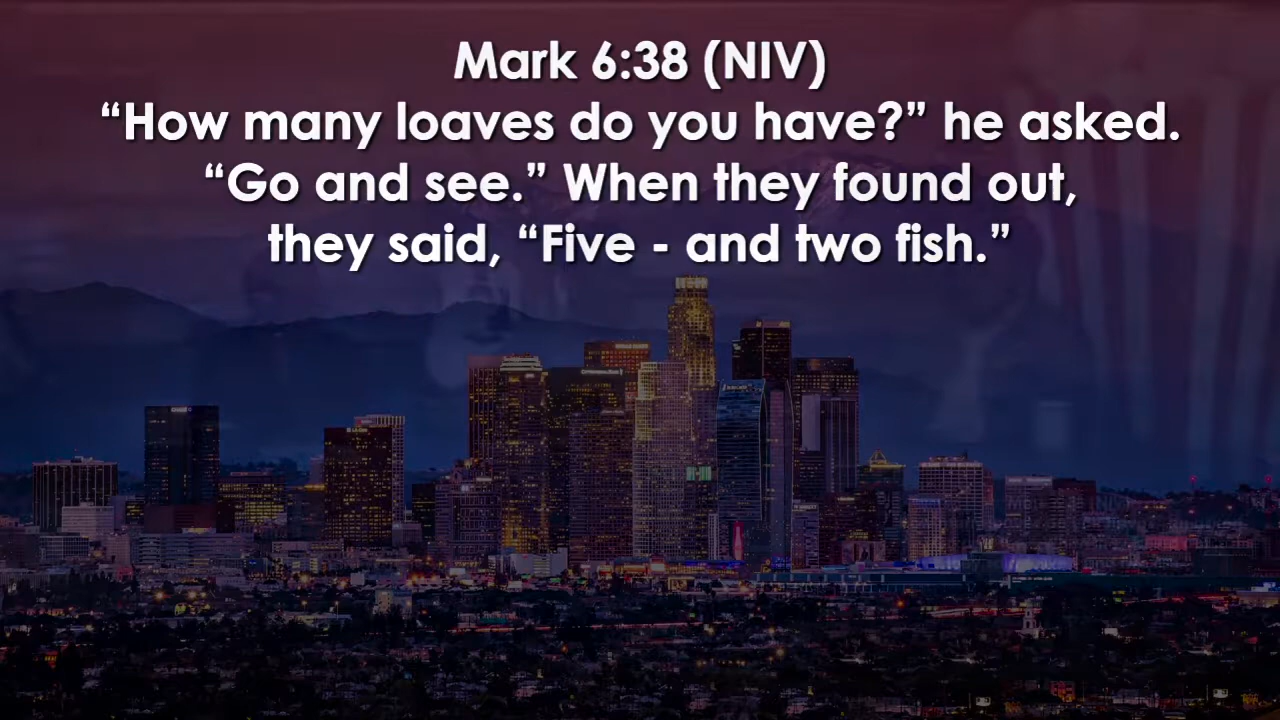 Mark 6:38 (NIV)
“How many loaves do you have?” he asked.
“Go and see.” When they found out,
they said, “Five - and two fish.”